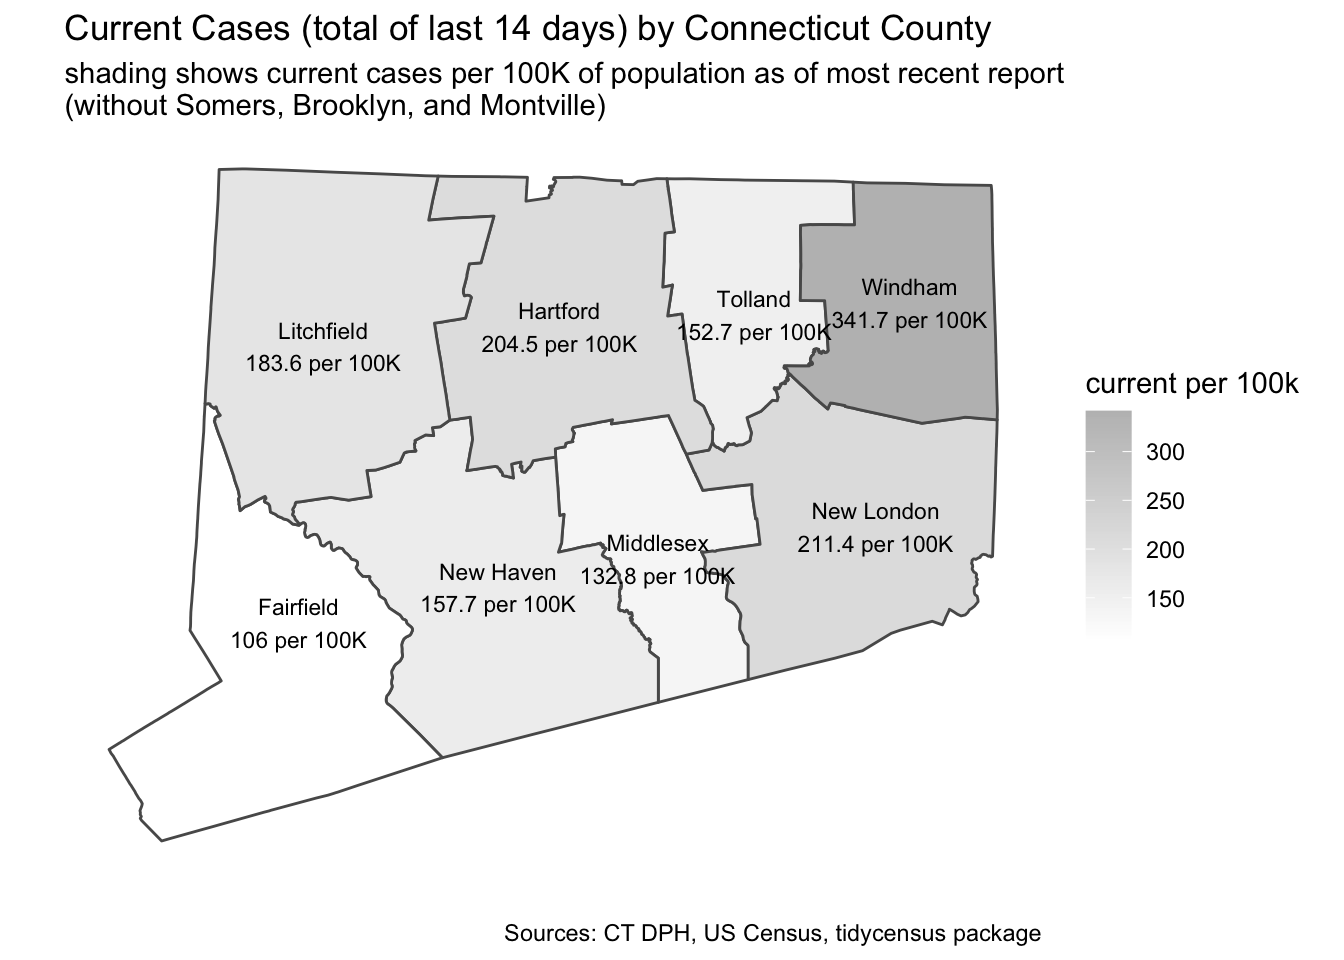 Current Cases (total of last 14 days) by Connecticut County
shading shows current cases per 100K of population as of most recent report
(without Somers, Brooklyn, and Montville)
Litchfield
183.6 per 100K
Hartford
204.5 per 100K
Tolland
152.7 per 100K
Windham
341.7 per 100K
New London
211.4 per 100K
Middlesex
132.8 per 100K
New Haven
157.7 per 100K
Fairfield
106 per 100K
current per 100k
300
250
200
150
Sources: CT DPH, US Census, tidycensus package